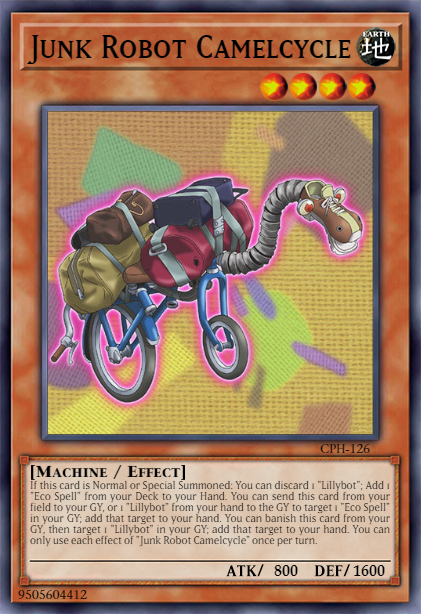 Junk Robot Camelcycle
EARTH
地
CPH-126
[Machine / Effect]
If this card is Normal or Special Summoned: You can discard 1 "Lillybot"; Add 1
"Eco Spell" from your Deck to your Hand. You can send this card from your
field to your GY, or 1 "Lillybot" from your hand to the GY to target 1 "Eco Spell"
in your GY; add that target to your hand. You can banish this card from your
GY, then target 1 "Lillybot" in your GY; add that target to your hand. You can
only use each effect of "Junk Robot Camelcycle" once per turn.
ATK/ 800 DEF/1600
9505604412